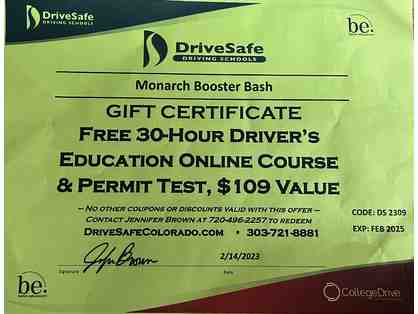 DriveSafe
DRIVING SCHOOLS
be.
DriveSafe
DRIVING SCHOOLS
Monarch Booster Bash
GIFT CERTIFICATE
FREE 30-HOUR DRIVER'S
EDUCATION ONLINE COURSE
& PERMIT TEST, $109 VALUE
– NO OTHER COUPONS OR DISCOUNTS VALID WITH THIS OFFER –
CONTACT JENNIFER BROWN AT 720-496-2257 TO REDEEM
DRIVESAFECOLORADO.COM • 303-721-8881
CODE: DS 2309
EXP: FEB 2025
2/14/2023
Signature
Date
be.
CollegeDrive